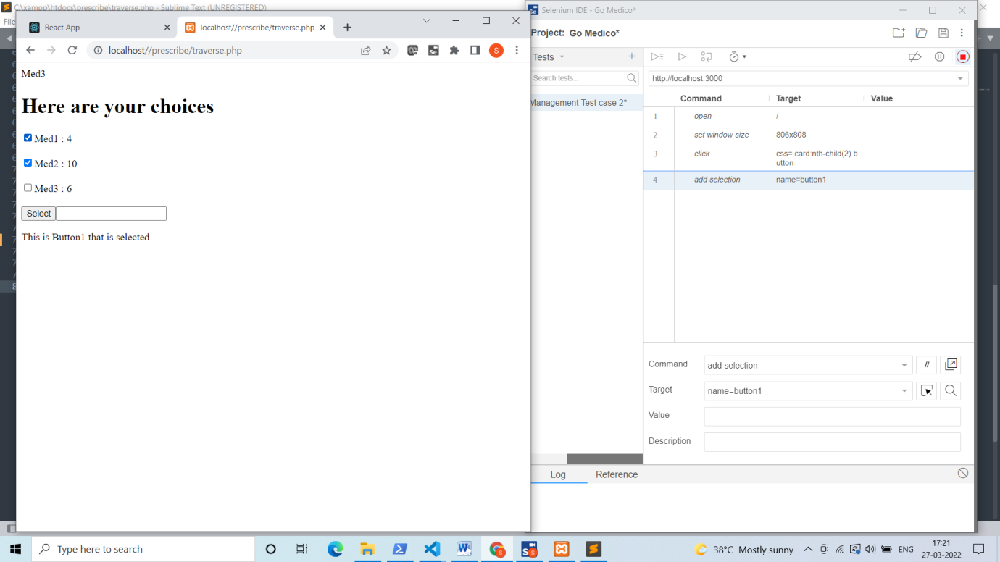 C:\xampp\htdocs\prescribe\traverse.php - Sublime Text (UNREGISTERED)
File
React App
localhost//prescribe/traverse.php
localhost//prescribe/traverse.php
S
Med3
Here are your choices
Med1 : 4
Med2 : 10
Med3 : 6
Select
This is Button1 that is selected
Se Selenium IDE - Go Medico*
Project: Go Medico*
Tests
Search tests...
Management Test case 2*
http://localhost:3000
Command Target Value
1 open /
2 set window size 806x808
3 click css=.card:nth-child(2) b
utton
4 add selection name=button1
Command add selection //
Target name=button1
Value
Description
Log Reference
Type here to search
38°C Mostly sunny
ENG
17:21
27-03-2022